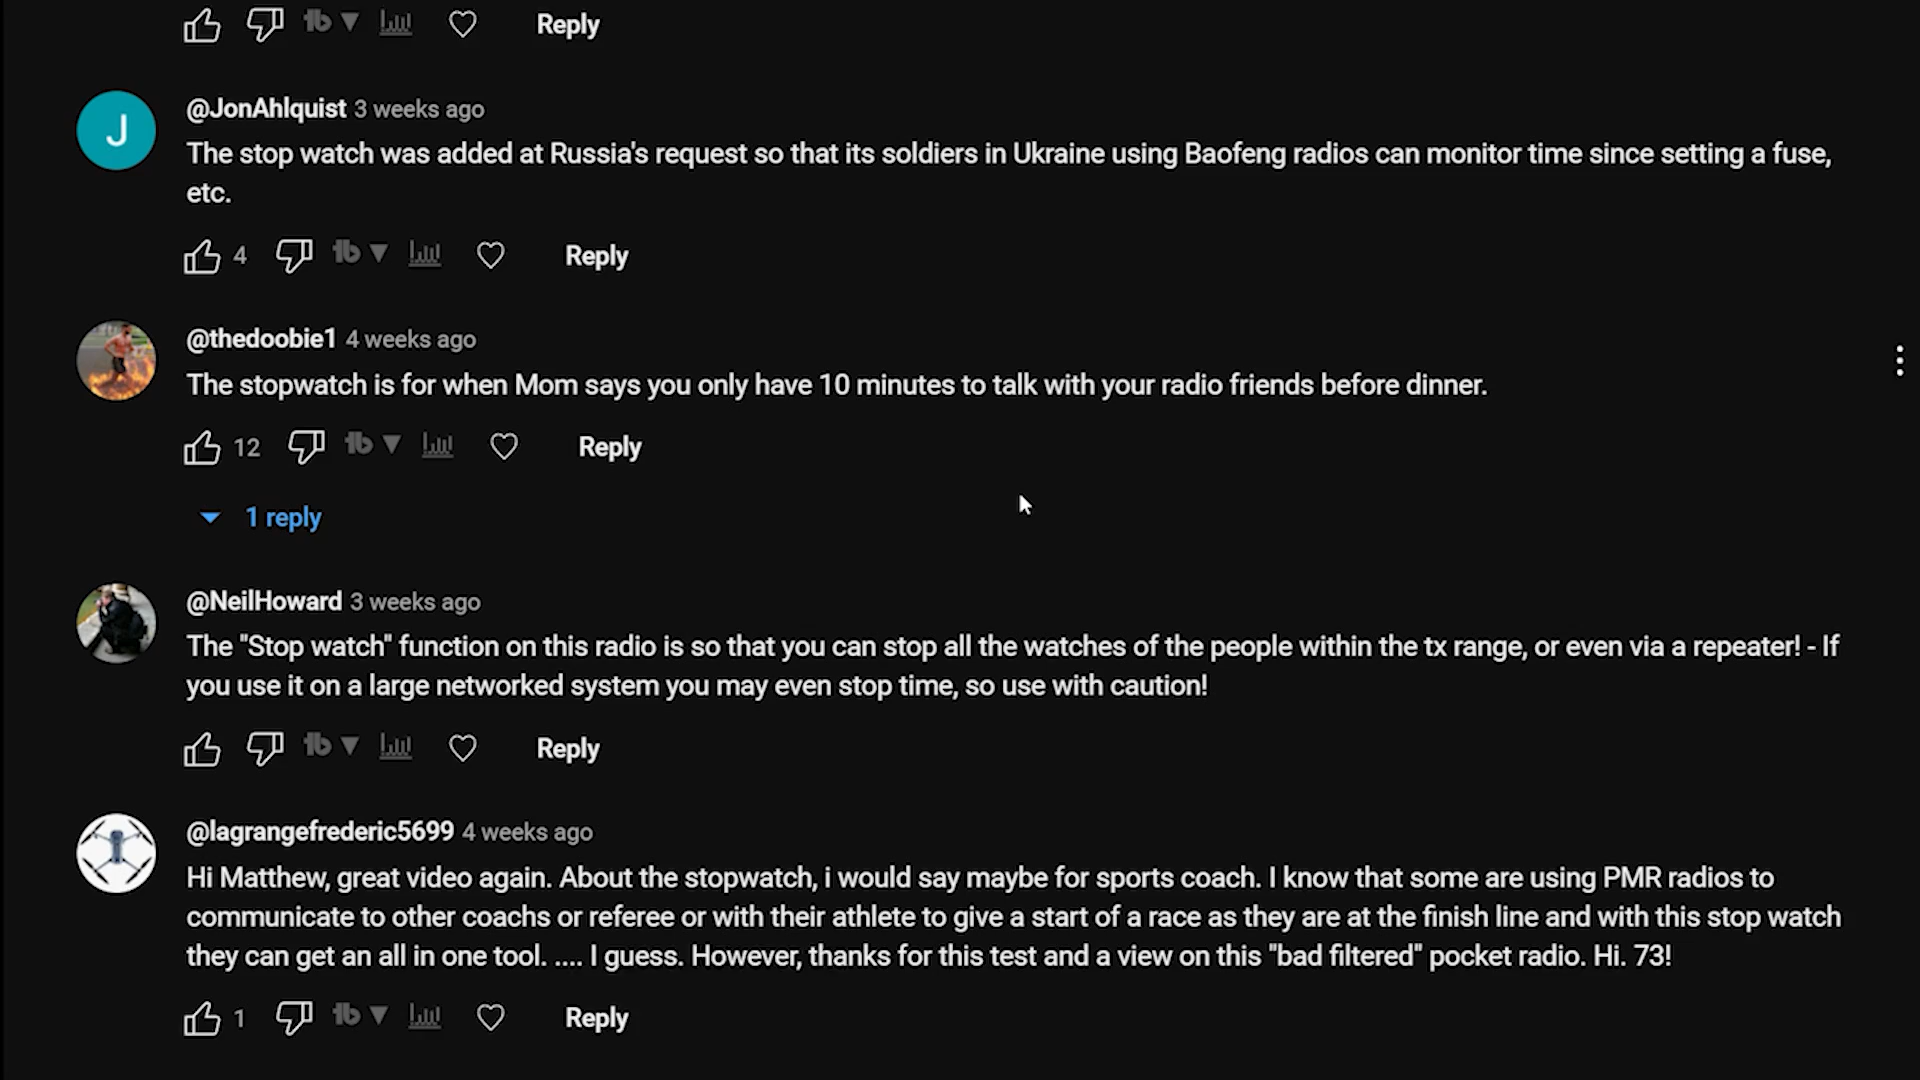 Reply
@JonAhlquist 3 weeks ago
The stop watch was added at Russia's request so that its soldiers in Ukraine using Baofeng radios can monitor time since setting a fuse,
etc.
4 Reply
@thedoobie1 4 weeks ago
The stopwatch is for when Mom says you only have 10 minutes to talk with your radio friends before dinner.
12 Reply
1 reply
@NeilHoward 3 weeks ago
The "Stop watch" function on this radio is so that you can stop all the watches of the people within the tx range, or even via a repeater! - If
you use it on a large networked system you may even stop time, so use with caution!
Reply
@lagrangefrederic5699 4 weeks ago
Hi Matthew, great video again. About the stopwatch, i would say maybe for sports coach. I know that some are using PMR radios to
communicate to other coachs or referee or with their athlete to give a start of a race as they are at the finish line and with this stop watch
they can get an all in one tool. .... I guess. However, thanks for this test and a view on this "bad filtered" pocket radio. Hi. 73!
1 Reply